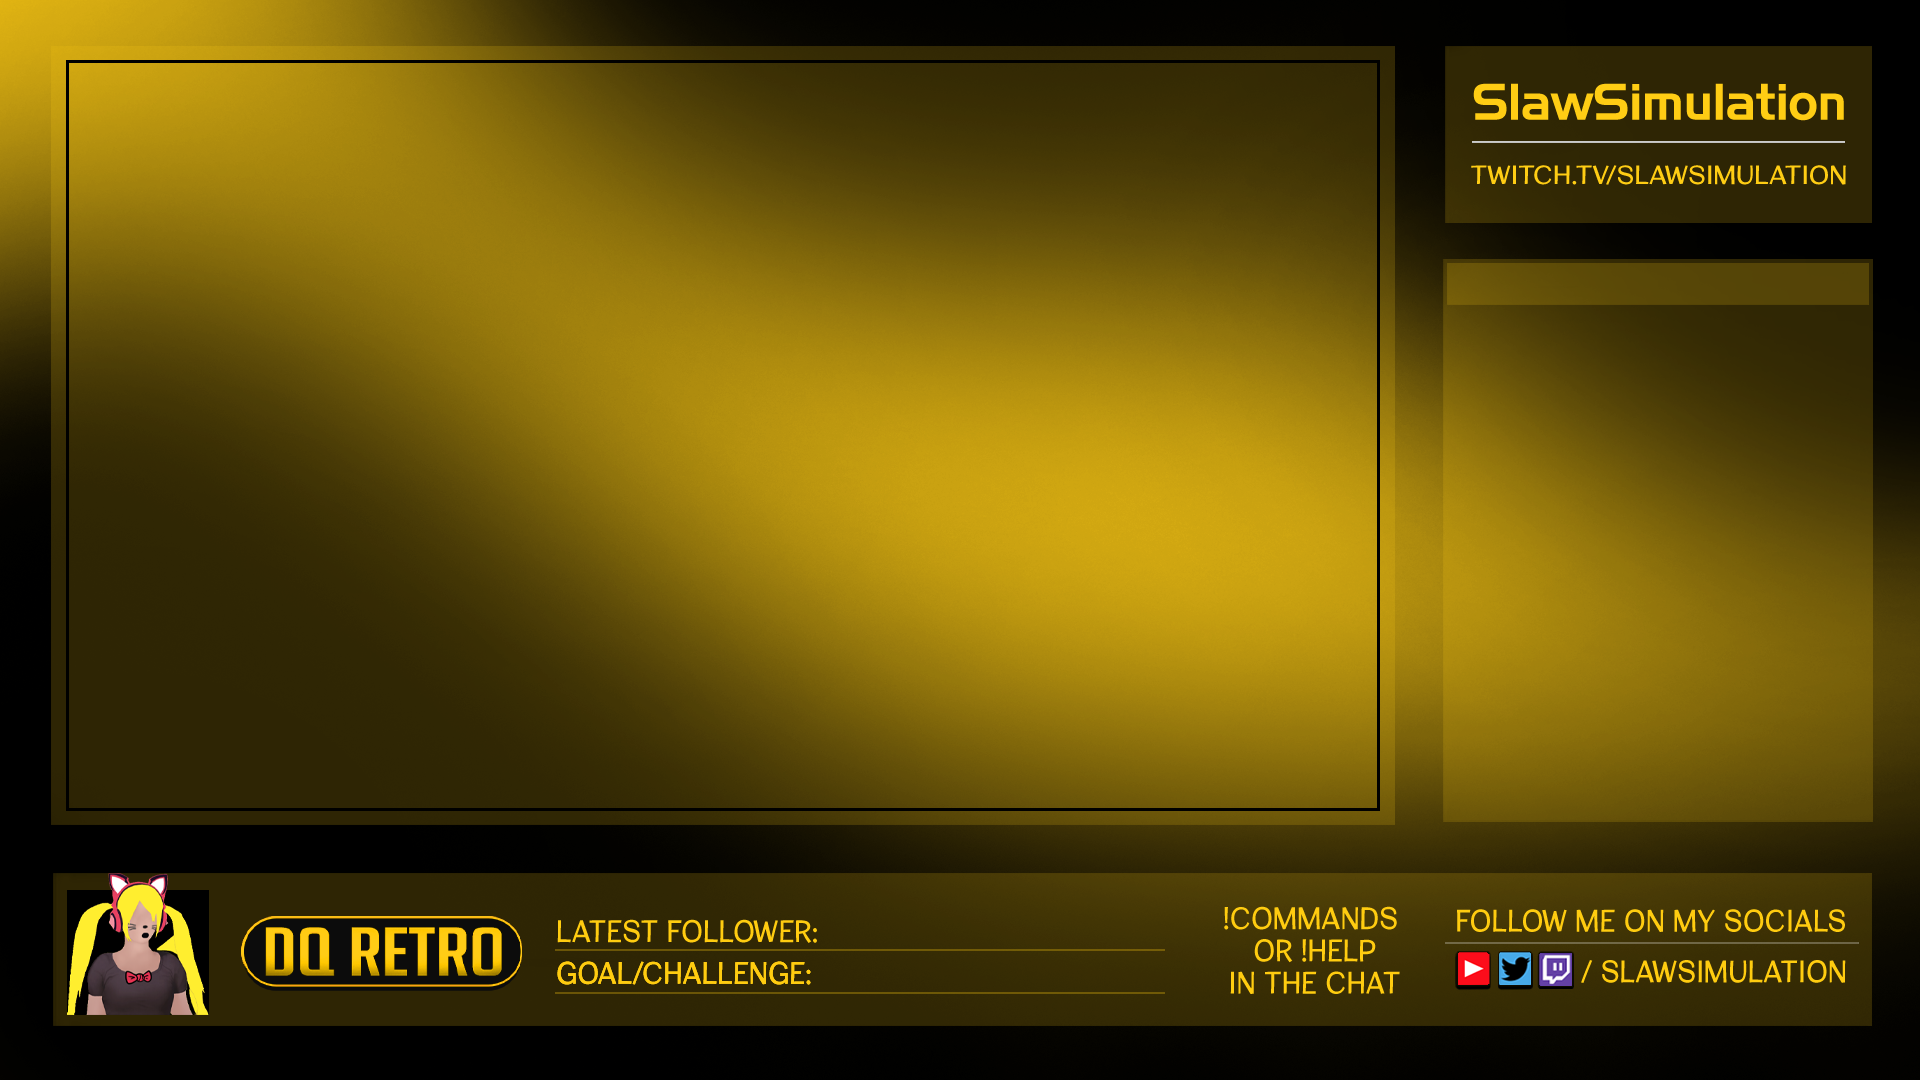 SlawSimulation
TWITCH.TV/SLAWSIMULATION
DQ RETRO
LATEST FOLLOWER:
GOAL/CHALLENGE:
!COMMANDS
OR !HELP
IN THE CHAT
FOLLOW ME ON MY SOCIALS
/ SLAWSIMULATION